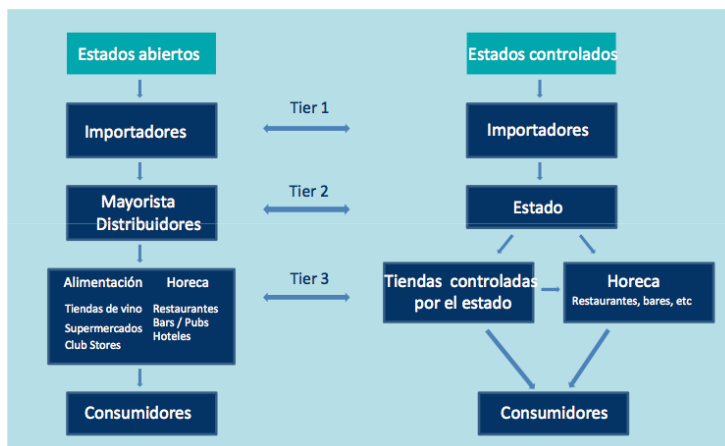 Estados abiertos
Estados controlados
Tier 1
Importadores
Importadores
Tier 2
Mayorista
Distribuidores
Estado
Tier 3
Alimentación
Horeca
Tiendas de vino
Supermercados
Club Stores
Restaurantes
Bars / Pubs
Hoteles
Tiendas controladas
por el estado
Horeca
Restaurantes, bares, etc
Consumidores
Consumidores